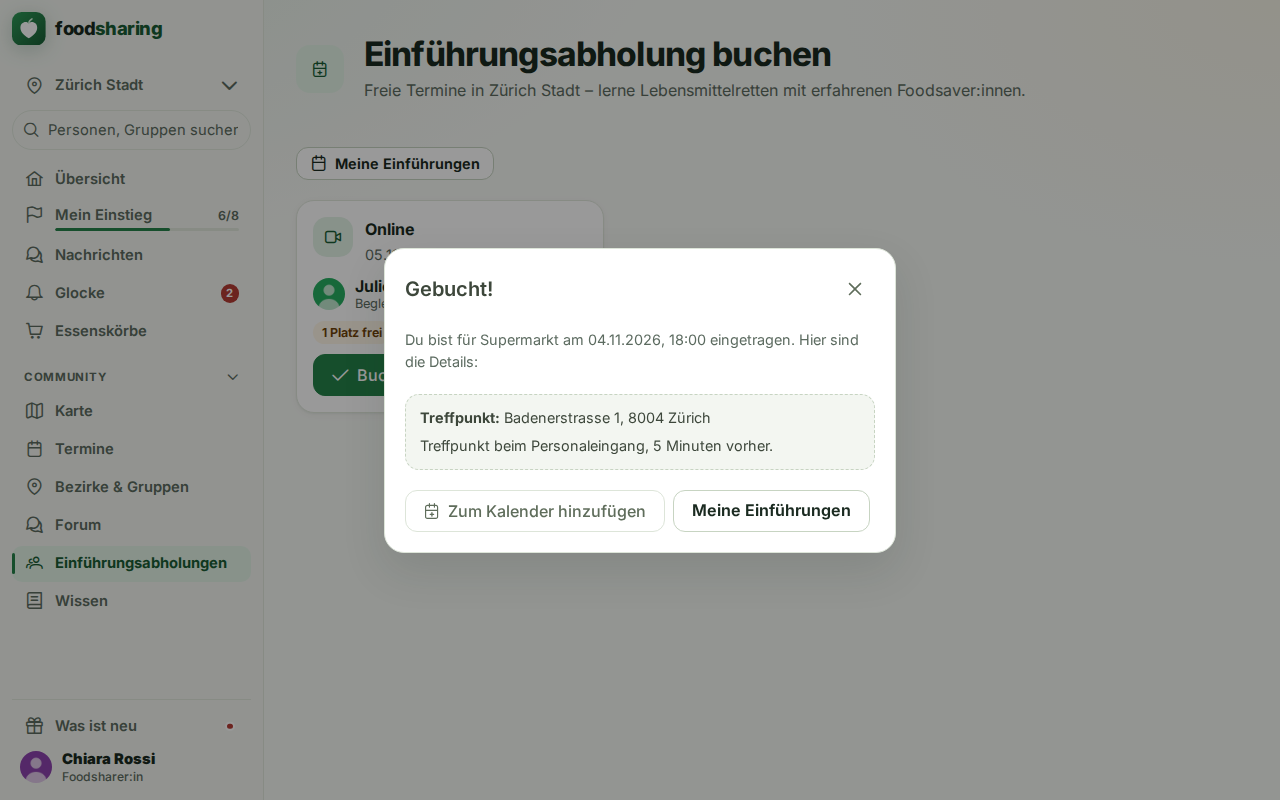 foodsharing
Zürich Stadt
Personen, Gruppen sucher
Übersicht
Mein Einstieg 6/8
Nachrichten
Glocke 2
Essenskörbe
COMMUNITY
Karte
Termine
Bezirke & Gruppen
Forum
Einführungsabholungen
Wissen
Was ist neu
Chiara Rossi
Foodsharer:in
Einführungsabholung buchen
Freie Termine in Zürich Stadt – lerne Lebensmittelretten mit erfahrenen Foodsaver:innen.
Meine Einführungen
Online
1 Platz frei
Gebucht!
Du bist für Supermarkt am 04.11.2026, 18:00 eingetragen. Hier sind
die Details:
Treffpunkt: Badenerstrasse 1, 8004 Zürich
Treffpunkt beim Personaleingang, 5 Minuten vorher.
Zum Kalender hinzufügen
Meine Einführungen